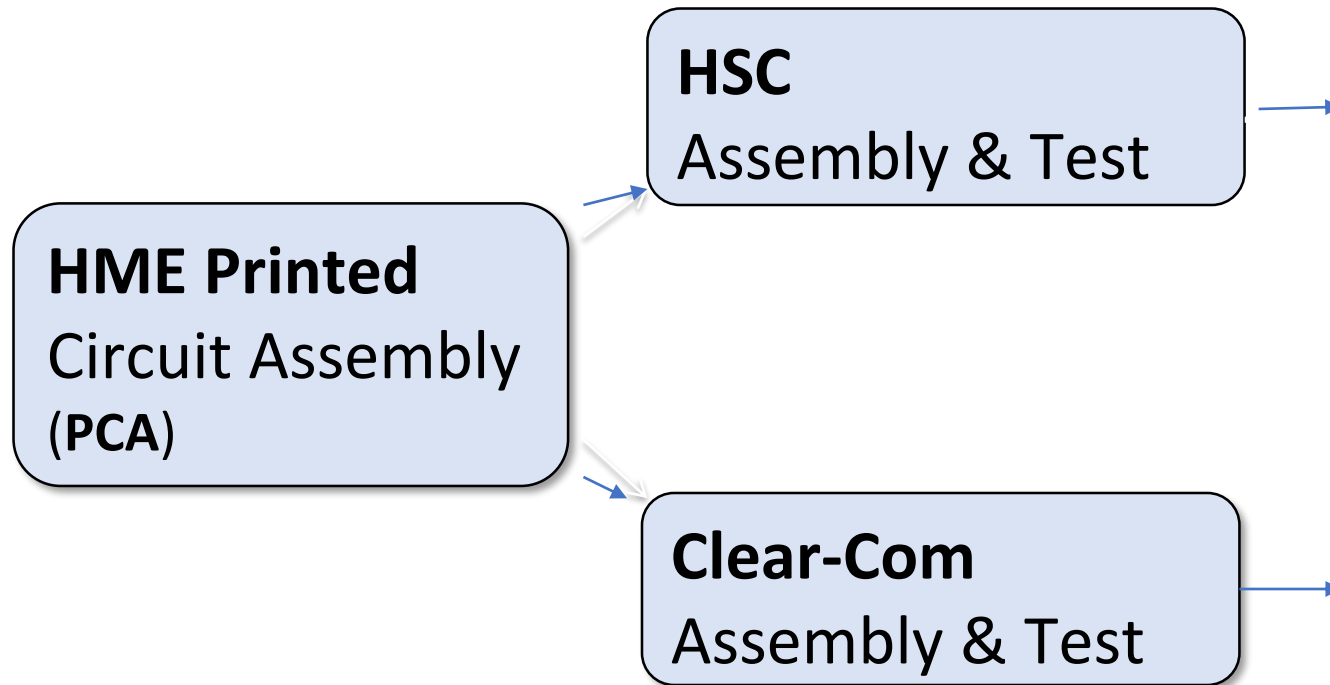 HSC
Assembly & Test
HME Printed
Circuit Assembly
(PCA)
Clear-Com
Assembly & Test